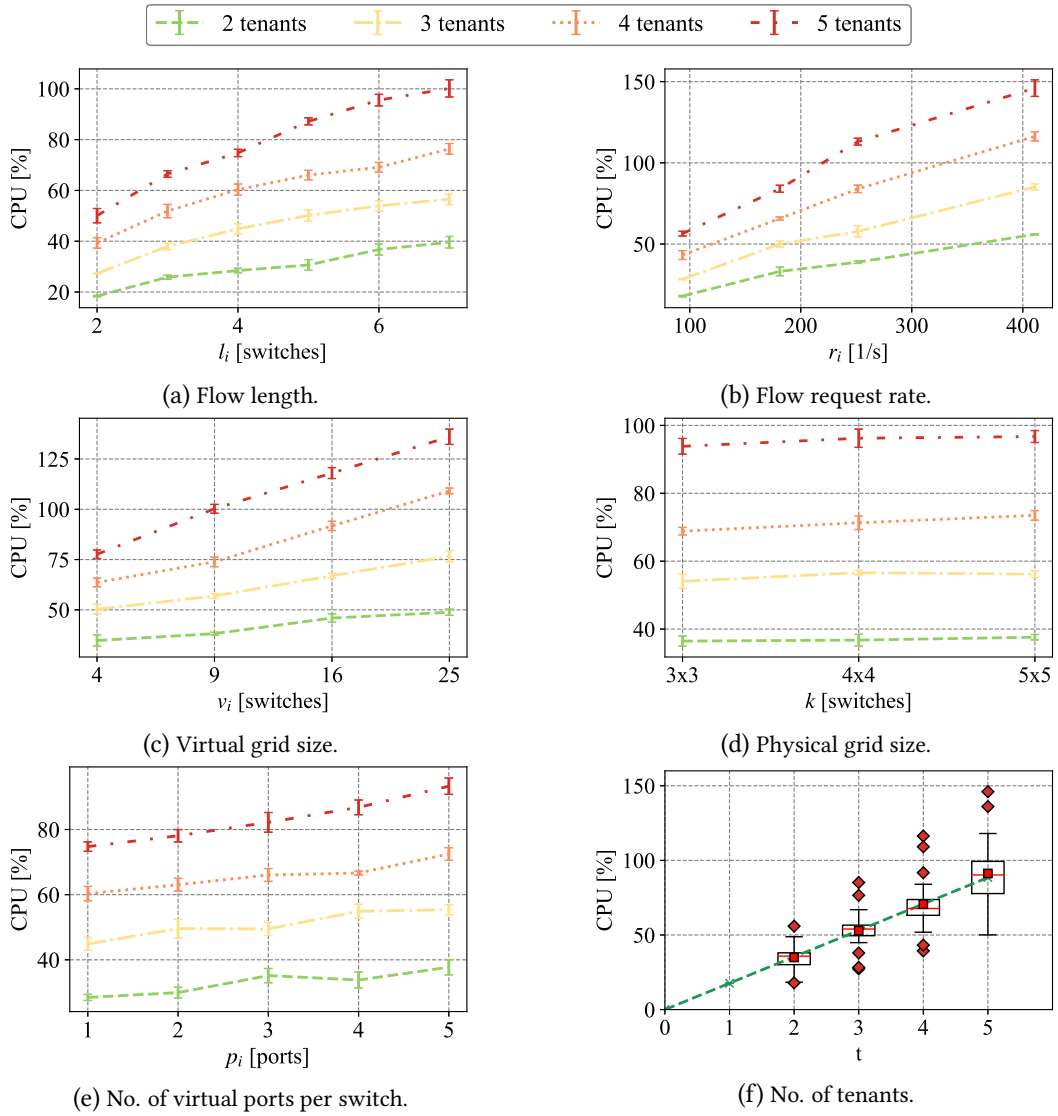 2 tenants 3 tenants 4 tenants 5 tenants
CPU [%]
100
80
60
40
20
2 4 6
l_i [switches]
(a) Flow length.
CPU [%]
150
100
50
100 200 300 400
r_i [1/s]
(b) Flow request rate.
CPU [%]
125
100
75
50
4 9 16 25
v_i [switches]
(c) Virtual grid size.
CPU [%]
100
80
60
40
3x3 4x4 5x5
k [switches]
(d) Physical grid size.
CPU [%]
80
60
40
1 2 3 4 5
p_i [ports]
(e) No. of virtual ports per switch.
CPU [%]
150
100
50
0
0 1 2 3 4 5
t
(f) No. of tenants.